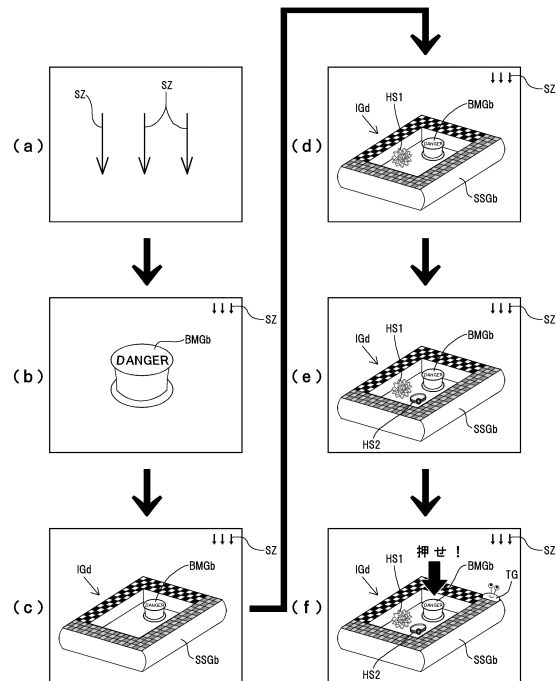 (a)
SZ
SZ
(b)
DANGER
BMGb
SZ
(c)
IGd
BMGb
DANGER
SSGb
SZ
(d)
IGd
HS1
BMGb
DANGER
SSGb
SZ
(e)
IGd
HS1
BMGb
DANGER
HS2
SSGb
SZ
(f)
押せ!
IGd
HS1
BMGb
TG
DANGER
HS2
SSGb
SZ